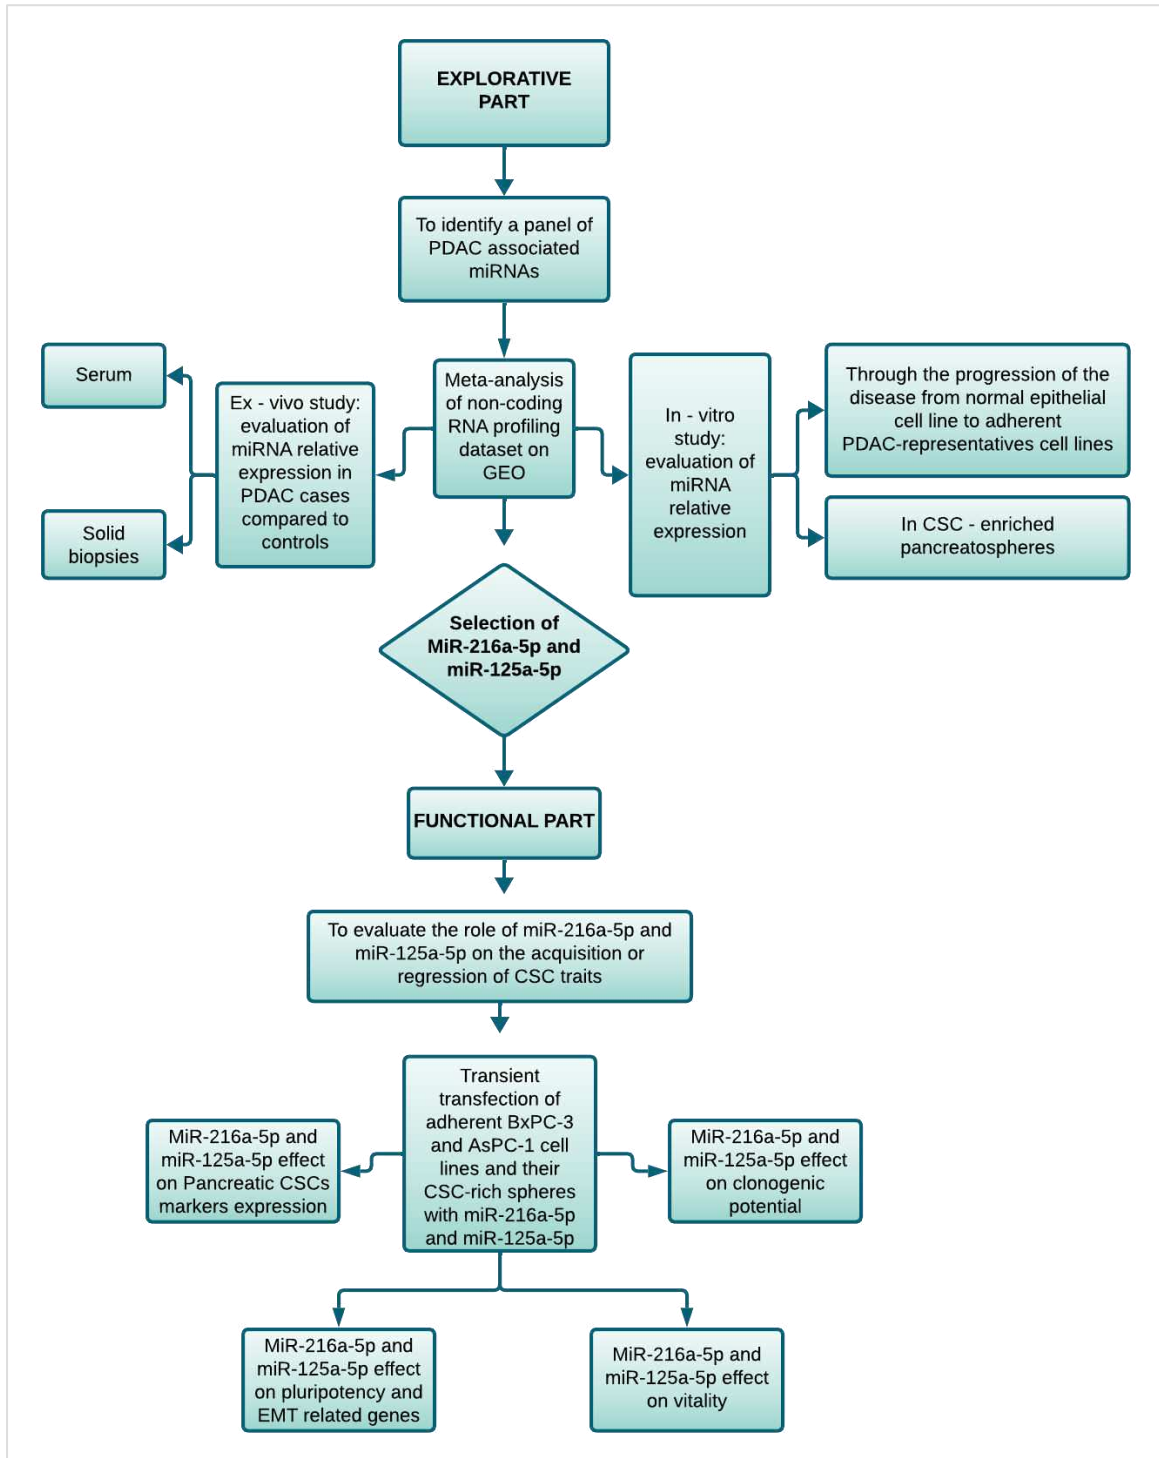 EXPLORATIVE
PART
To identify a panel of
PDAC associated
miRNAs
Serum
Solid
biopsies
Ex - vivo study:
evaluation of
miRNA relative
expression in
PDAC cases
compared to
controls
Meta-analysis
of non-coding
RNA profiling
dataset on
GEO
In - vitro
study:
evaluation of
miRNA
relative
expression
Through the progression of the
disease from normal epithelial
cell line to adherent
PDAC-representatives cell lines
In CSC - enriched
pancreatospheres
Selection of
MiR-216a-5p and
miR-125a-5p
FUNCTIONAL PART
To evaluate the role of miR-216a-5p and
miR-125a-5p on the acquisition or
regression of CSC traits
Transient
transfection of
adherent BxPC-3
and AsPC-1 cell
lines and their
CSC-rich spheres
with miR-216a-5p
and miR-125a-5p
MiR-216a-5p and
miR-125a-5p effect
on Pancreatic CSCs
markers expression
MiR-216a-5p and
miR-125a-5p effect
on clonogenic
potential
MiR-216a-5p and
miR-125a-5p effect
on pluripotency and
EMT related genes
MiR-216a-5p and
miR-125a-5p effect
on vitality